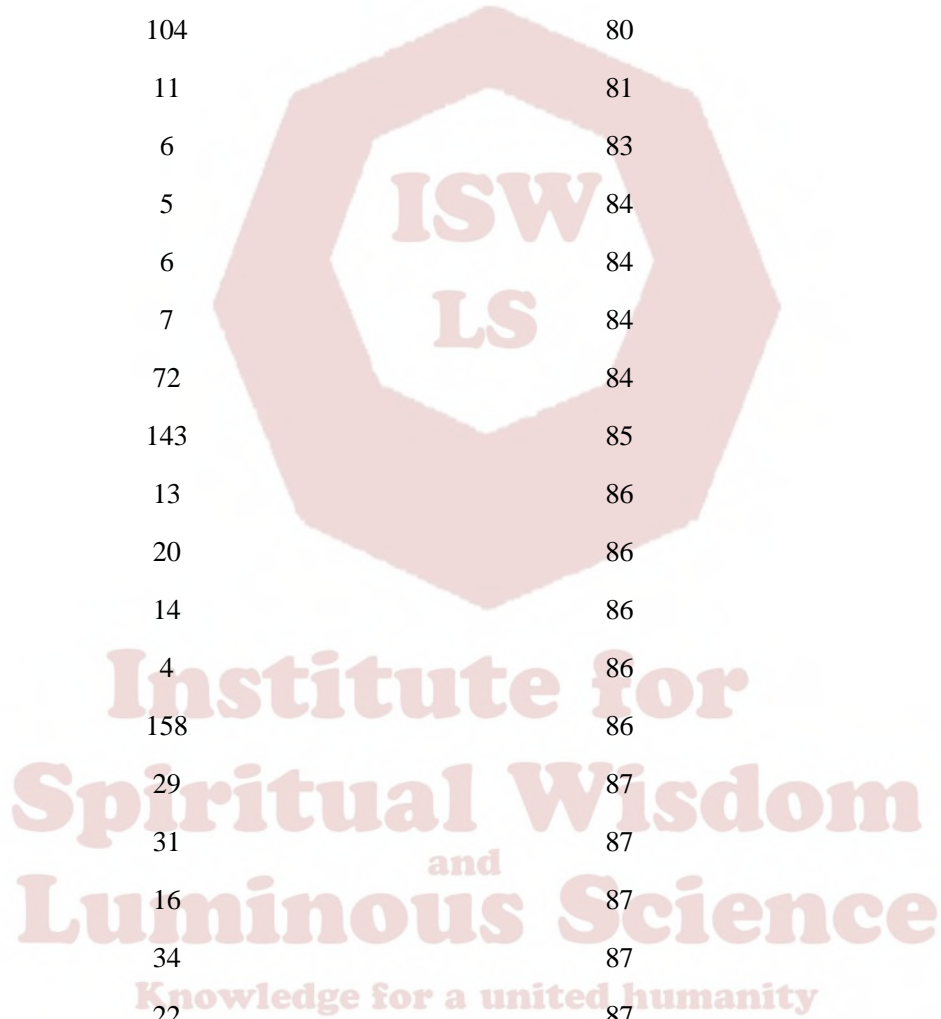 104 80
11 81
6 83
ISW
5 84
6 84
LS
7 84
72 84
143 85
13 86
20 86
14 86
4 86
Institute for
158 86
Spiritual Wisdom
29 87
31 87
and
Luminous Science
16 87
34 87
Knowledge for a united humanity
22 87